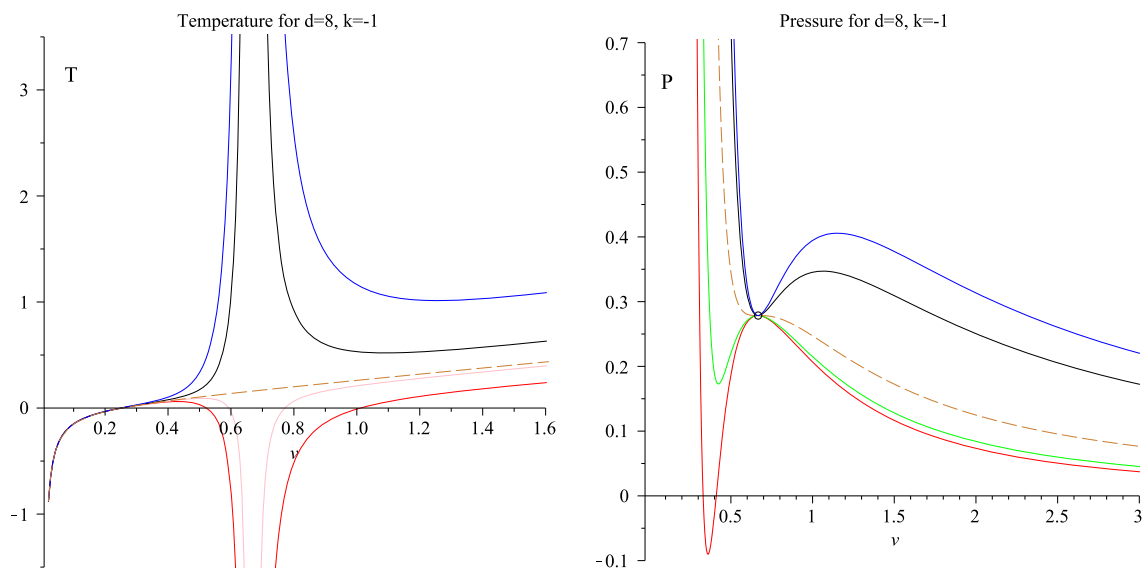 Temperature for d=8, k=-1
T
3
2
1
0
−1
0.2 0.4 0.6 0.8 1.0 1.2 1.4 1.6
v
Pressure for d=8, k=-1
P
0.7
0.6
0.5
0.4
0.3
0.2
0.1
0
−0.1
0.5 1 1.5 2 2.5 3
v